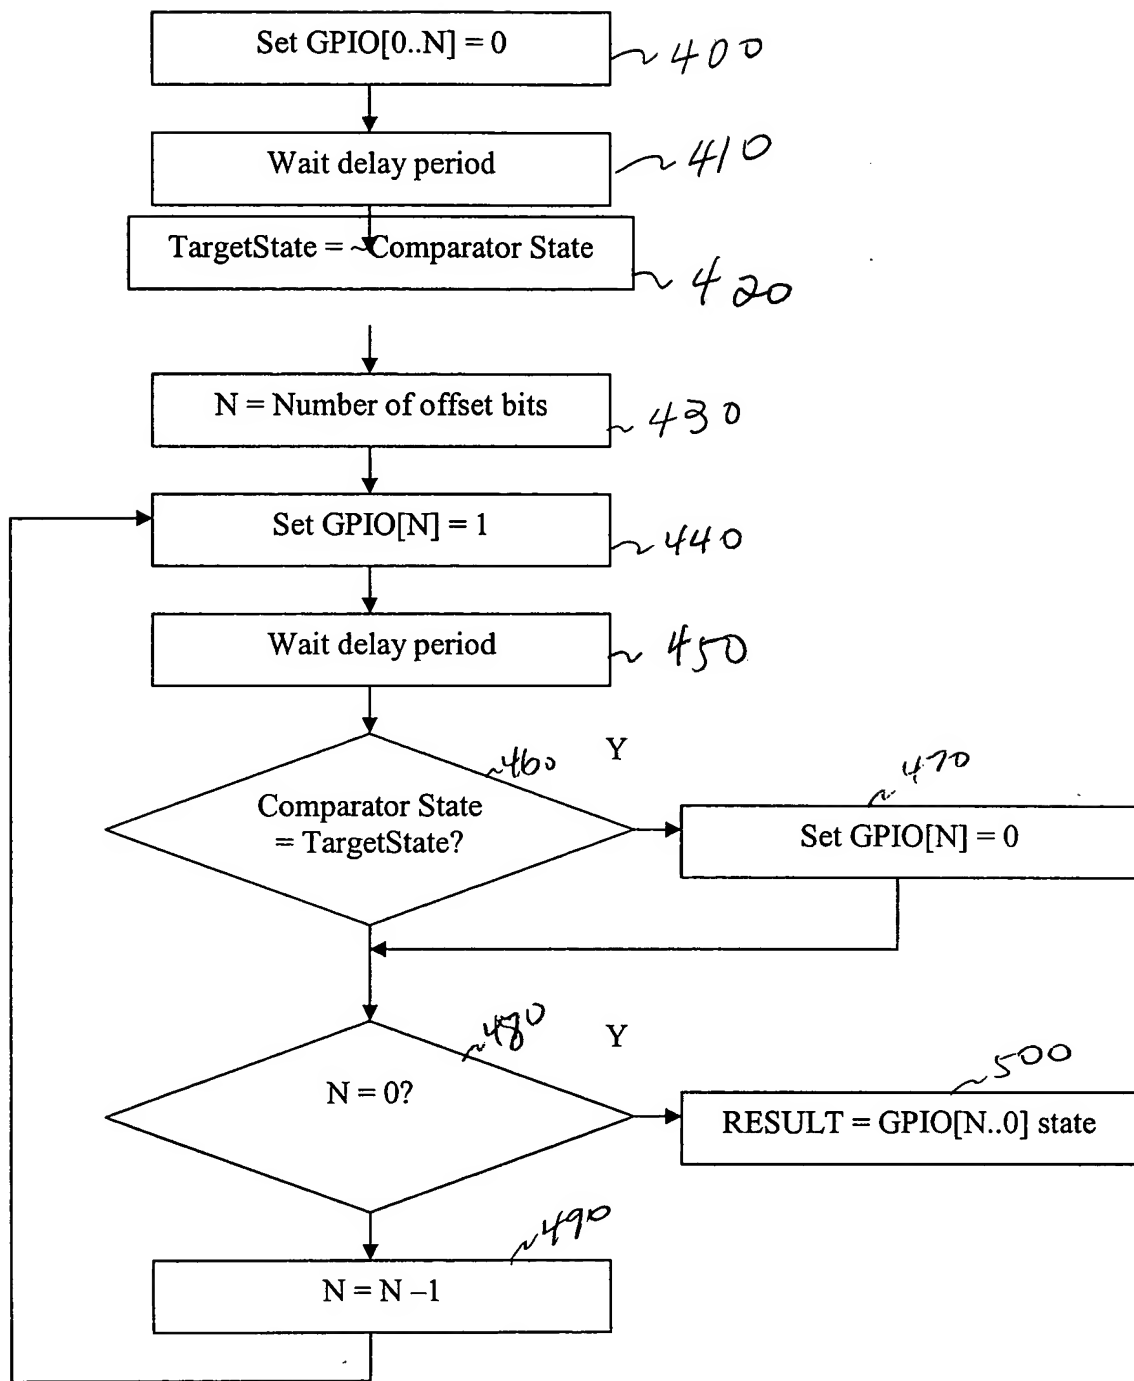 Set GPIO[0..N] = 0
400
Wait delay period
410
TargetState = ~Comparator State
420
N = Number of offset bits
430
Set GPIO[N] = 1
440
Wait delay period
450
460
Y
Comparator State
= TargetState?
470
Set GPIO[N] = 0
480
Y
N = 0?
500
RESULT = GPIO[N..0] state
490
N = N –1